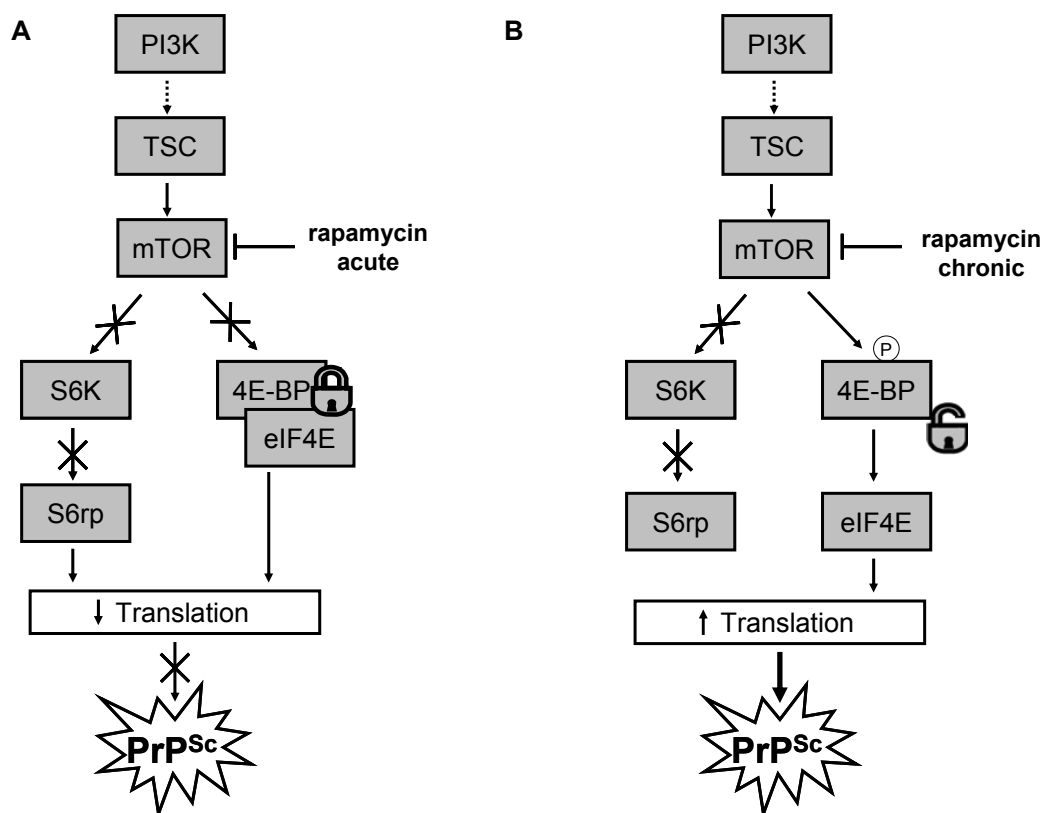 A
PI3K
TSC
mTOR
rapamycin
acute
S6K
4E-BP
eIF4E
S6rp
↓ Translation
PrPSc
B
PI3K
TSC
mTOR
rapamycin
chronic
P
S6K
4E-BP
S6rp
eIF4E
↑ Translation
PrPSc